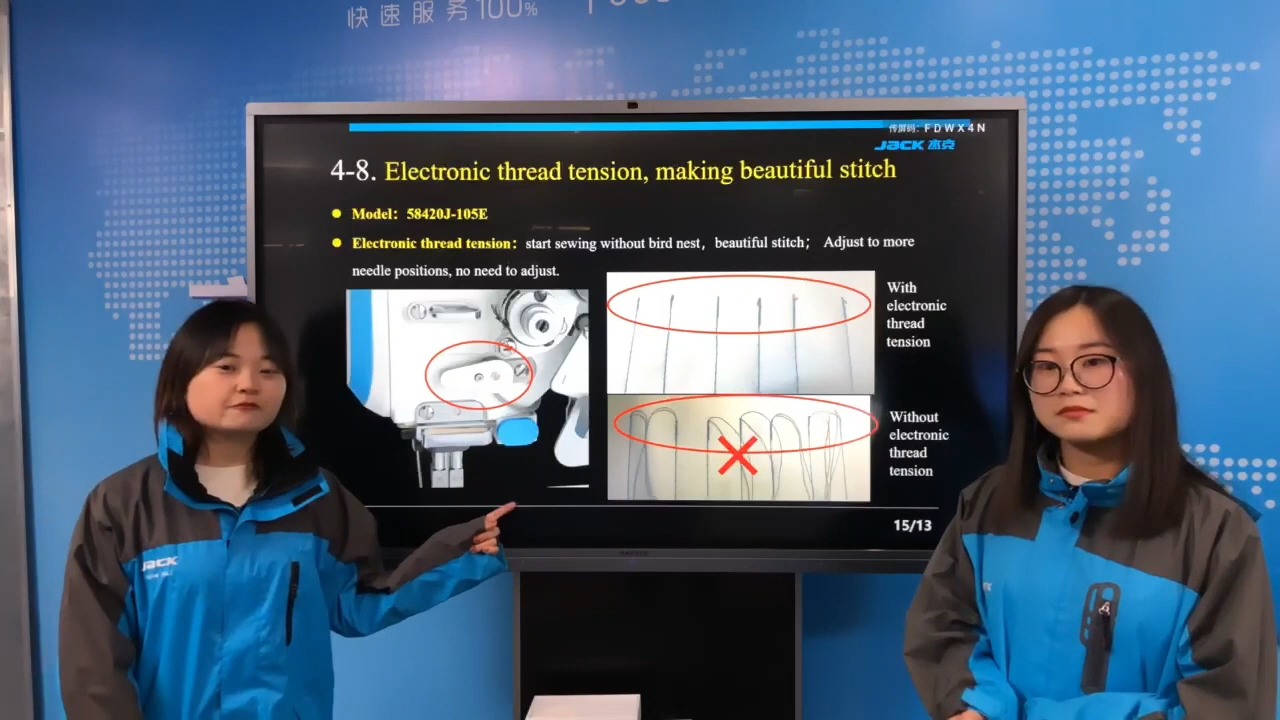 快速服务100%
传屏码: FDWX4N
JACK 杰克
4-8. Electronic thread tension, making beautiful stitch
Model: 58420J-105E
Electronic thread tension: start sewing without bird nest, beautiful stitch; Adjust to more
needle positions, no need to adjust.
With
electronic
thread
tension
Without
electronic
thread
tension
15/13
JACK